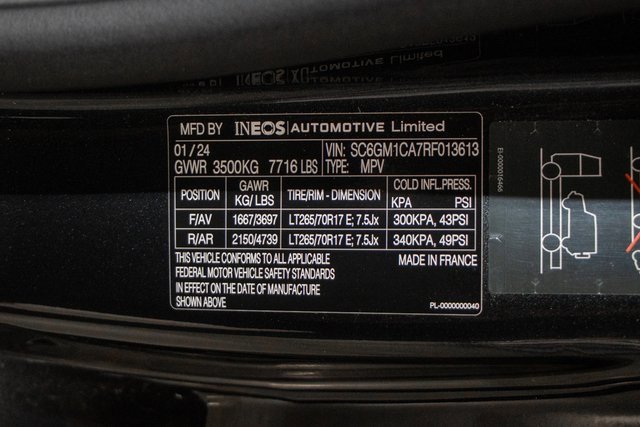 MFD BY INEOS AUTOMOTIVE Limited
01/24 VIN: SC6GM1CA7RF013613
GVWR 3500KG 7716 LBS TYPE: MPV
POSITION GAWR KG/LBS TIRE/RIM - DIMENSION COLD INFL.PRESS. KPA PSI
F/AV 1667/3697 LT265/70R17 E; 7.5Jx 300KPA, 43PSI
R/AR 2150/4739 LT265/70R17 E; 7.5Jx 340KPA, 49PSI
THIS VEHICLE CONFORMS TO ALL APPLICABLE MADE IN FRANCE
FEDERAL MOTOR VEHICLE SAFETY STANDARDS
IN EFFECT ON THE DATE OF MANUFACTURE
SHOWN ABOVE PL-0000000040
EI-0000016466